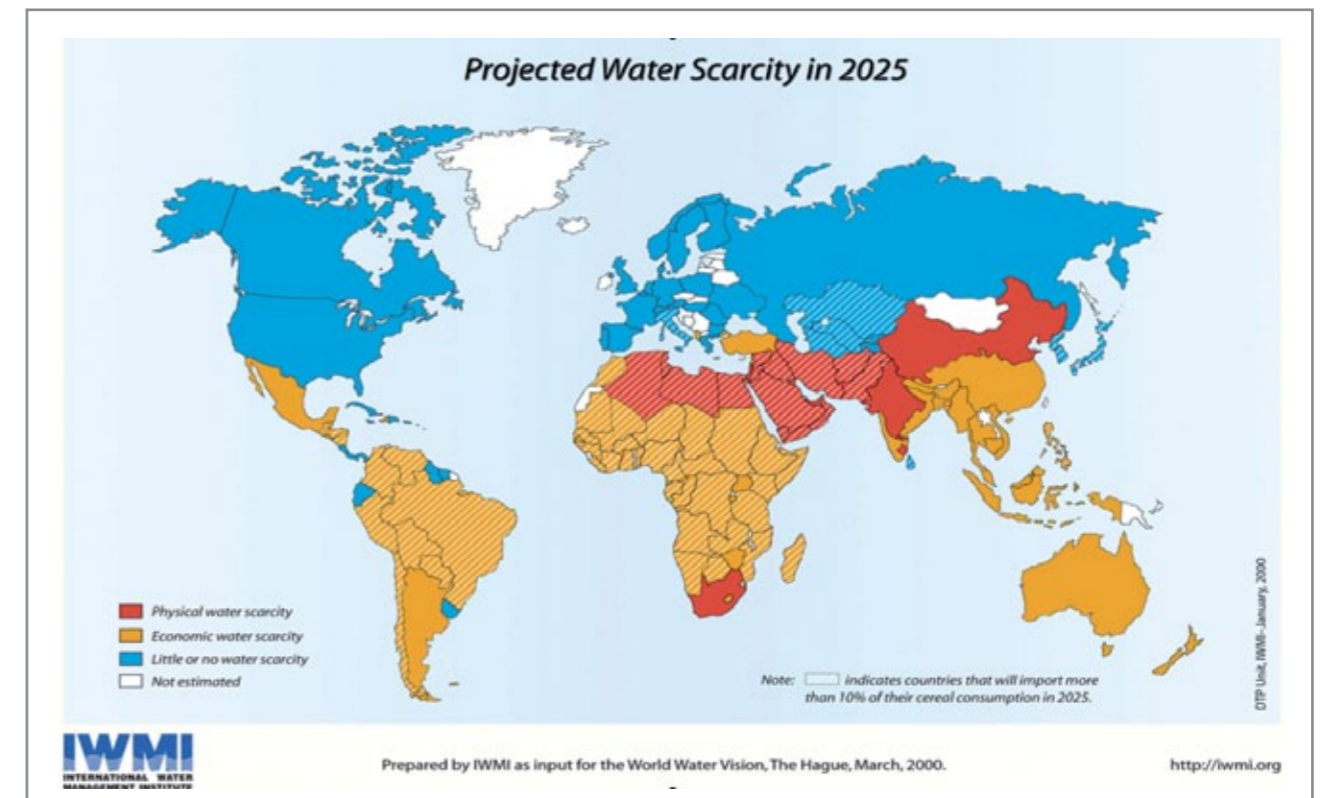 Projected Water Scarcity in 2025
Physical water scarcity
Economic water scarcity
Little or no water scarcity
Not estimated
Note: indicates countries that will import more
than 10% of their cereal consumption in 2025.
DTP Unit, IWMI-January, 2000
IWMI
INTERNATIONAL WATER
MANAGEMENT INSTITUTE
Prepared by IWMI as input for the World Water Vision, The Hague, March, 2000.
http://iwmi.org